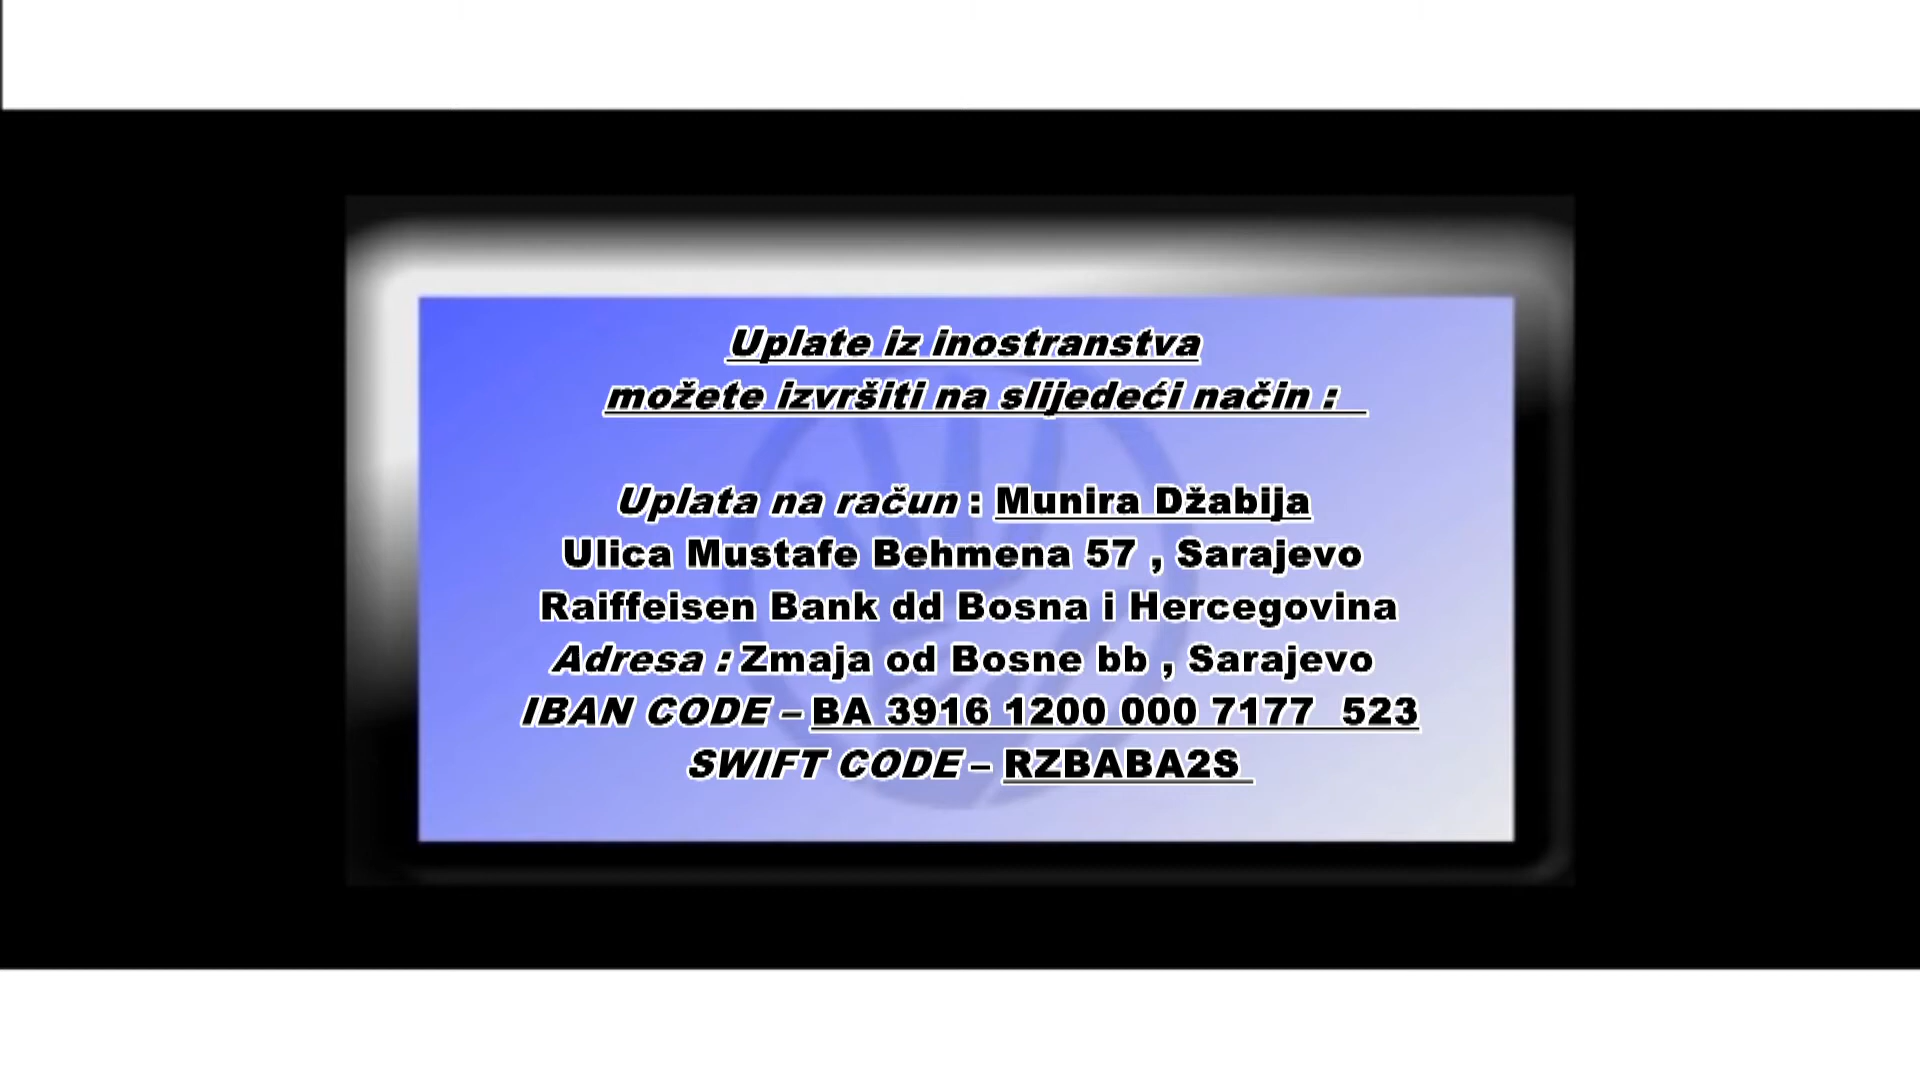 Uplate iz inostranstva
možete izvršiti na slijedeći način :
Uplata na račun : Munira Džabija
Ulica Mustafe Behmena 57 , Sarajevo
Raiffeisen Bank dd Bosna i Hercegovina
Adresa : Zmaja od Bosne bb , Sarajevo
IBAN CODE – BA 3916 1200 000 7177  523
SWIFT CODE – RZBABA2S